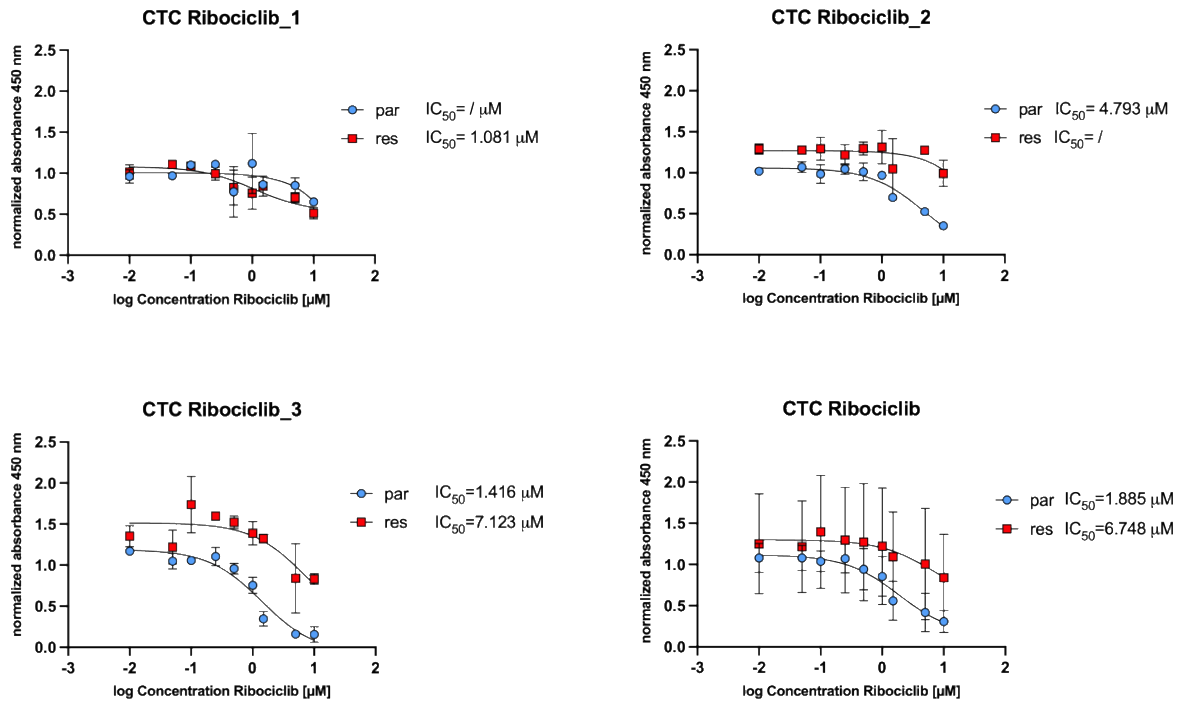 CTC Ribociclib_1
normalized absorbance 450 nm
2.5
2.0
1.5
1.0
0.5
0.0
-3 -2 -1 0 1 2
log Concentration Ribociclib [µM]
par IC50= / µM
res IC50= 1.081 µM
CTC Ribociclib_2
normalized absorbance 450 nm
2.5
2.0
1.5
1.0
0.5
0.0
-3 -2 -1 0 1 2
log Concentration Ribociclib [µM]
par IC50= 4.793 µM
res IC50= /
CTC Ribociclib_3
normalized absorbance 450 nm
2.5
2.0
1.5
1.0
0.5
0.0
-3 -2 -1 0 1 2
log Concentration Ribociclib [µM]
par IC50=1.416 µM
res IC50=7.123 µM
CTC Ribociclib
normalized absorbance 450 nm
2.5
2.0
1.5
1.0
0.5
0.0
-3 -2 -1 0 1 2
log Concentration Ribociclib [µM]
par IC50=1.885 µM
res IC50=6.748 µM